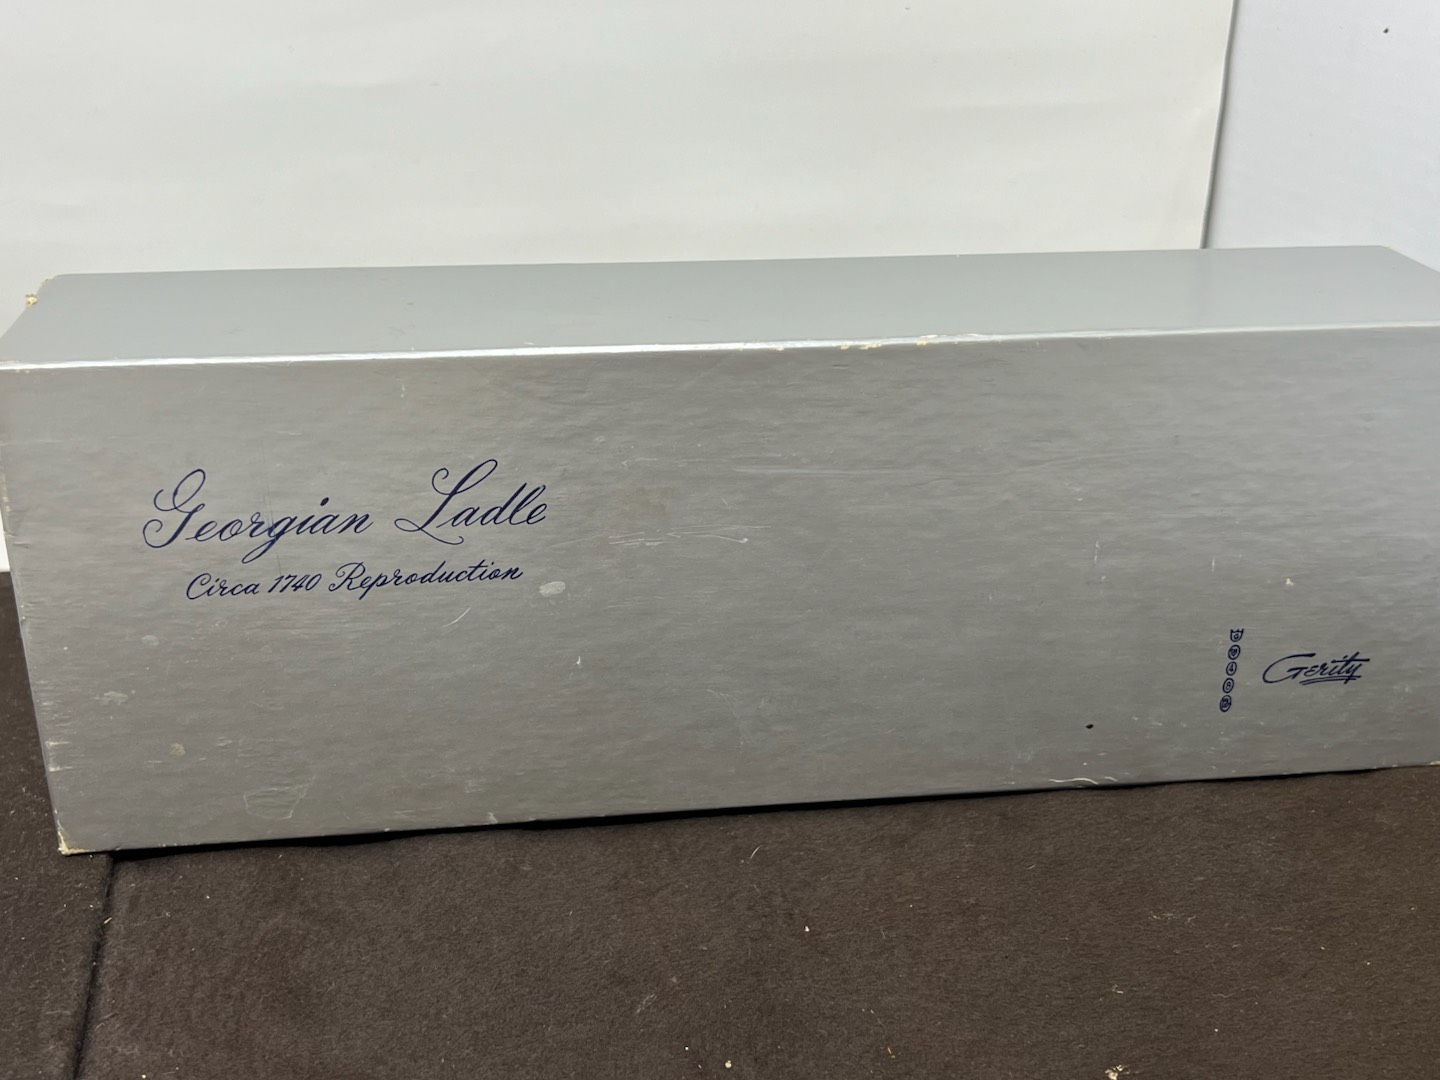 Georgian Ladle
Circa 1740 Reproduction
Gerity